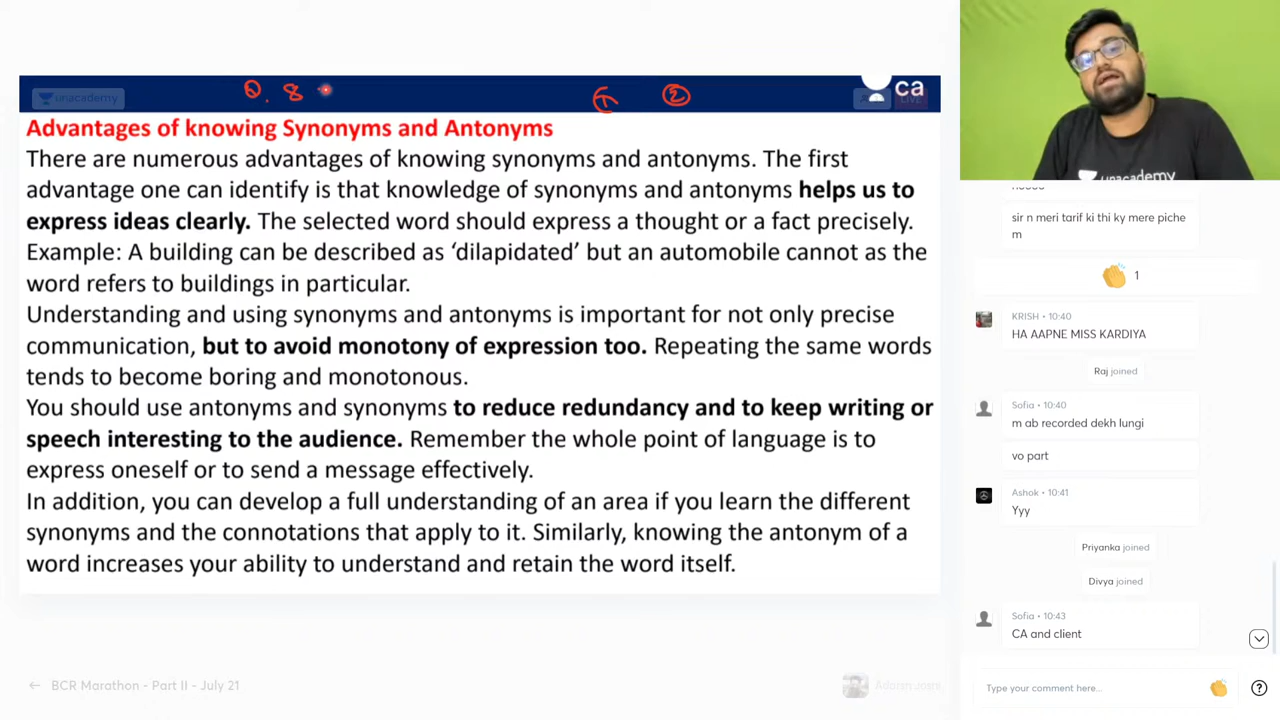 Q. 8
②
ca
unacademy
LIVE
Advantages of knowing Synonyms and Antonyms
There are numerous advantages of knowing synonyms and antonyms. The first
advantage one can identify is that knowledge of synonyms and antonyms helps us to
express ideas clearly. The selected word should express a thought or a fact precisely.
Example: A building can be described as ‘dilapidated’ but an automobile cannot as the
word refers to buildings in particular.
Understanding and using synonyms and antonyms is important for not only precise
communication, but to avoid monotony of expression too. Repeating the same words
tends to become boring and monotonous.
You should use antonyms and synonyms to reduce redundancy and to keep writing or
speech interesting to the audience. Remember the whole point of language is to
express oneself or to send a message effectively.
In addition, you can develop a full understanding of an area if you learn the different
synonyms and the connotations that apply to it. Similarly, knowing the antonym of a
word increases your ability to understand and retain the word itself.
BCR Marathon - Part II - July 21
unacademy
sir n meri tarif ki thi ky mere piche
m
1
KRISH • 10:40
HA AAPNE MISS KARDIYA
Raj joined
Sofia • 10:40
m ab recorded dekh lungi
vo part
Ashok • 10:41
Yyy
Priyanka joined
Divya joined
Sofia • 10:43
CA and client
Type your comment here...